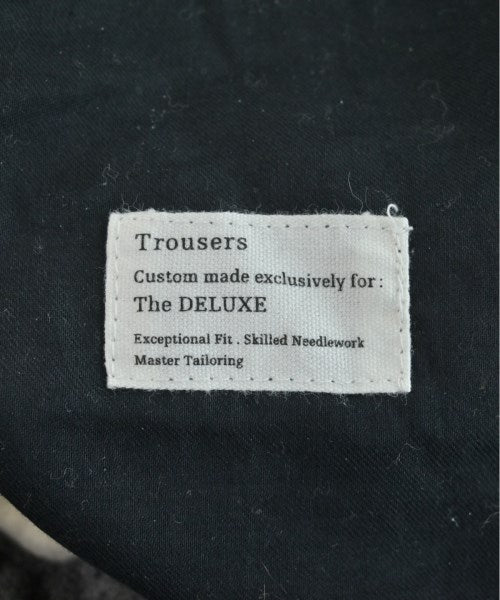 Trousers
Custom made exclusively for :
The DELUXE
Exceptional Fit . Skilled Needlework
Master Tailoring